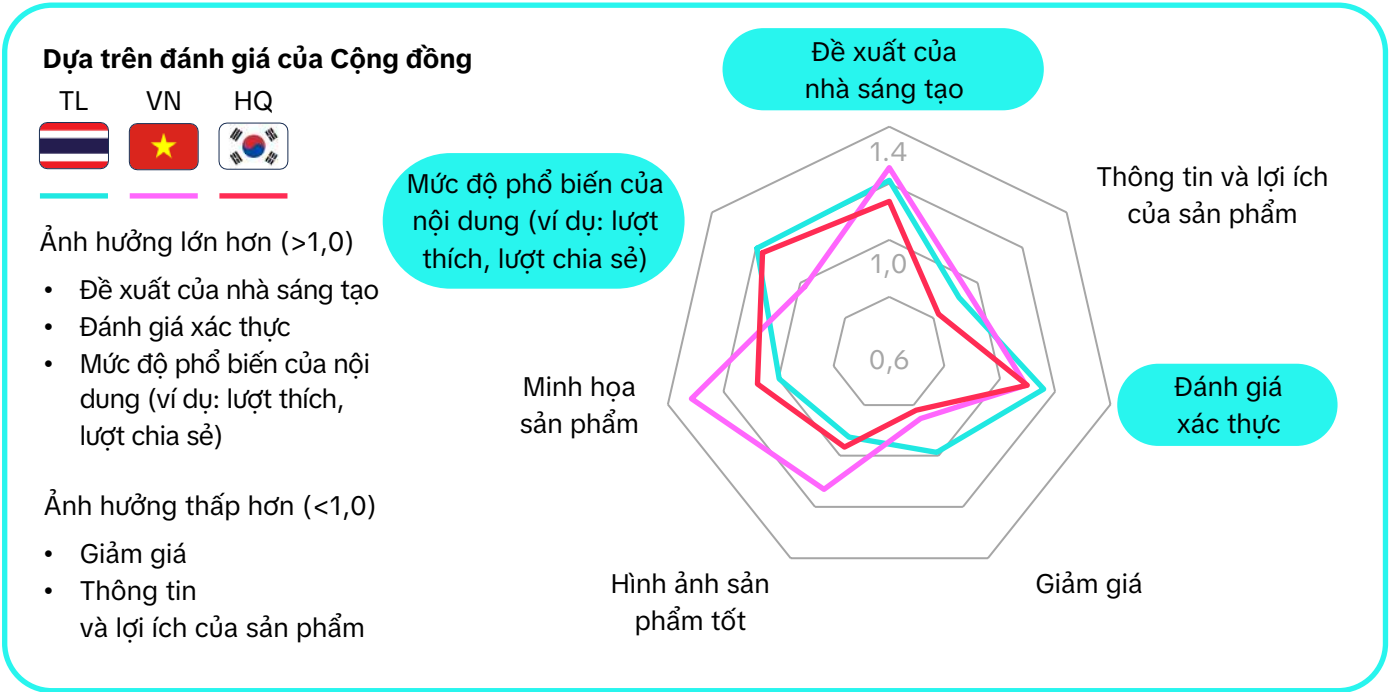 Dựa trên đánh giá của Cộng đồng
TL VN HQ
Ảnh hưởng lớn hơn (>1,0)
• Đề xuất của nhà sáng tạo
• Đánh giá xác thực
• Mức độ phổ biến của nội
dung (ví dụ: lượt thích,
lượt chia sẻ)
Ảnh hưởng thấp hơn (<1,0)
• Giảm giá
• Thông tin
và lợi ích của sản phẩm
Đề xuất của
nhà sáng tạo
Mức độ phổ biến của
nội dung (ví dụ: lượt
thích, lượt chia sẻ)
Thông tin và lợi ích
của sản phẩm
1.4
1,0
0,6
Minh họa
sản phẩm
Đánh giá
xác thực
Hình ảnh sản
phẩm tốt
Giảm giá